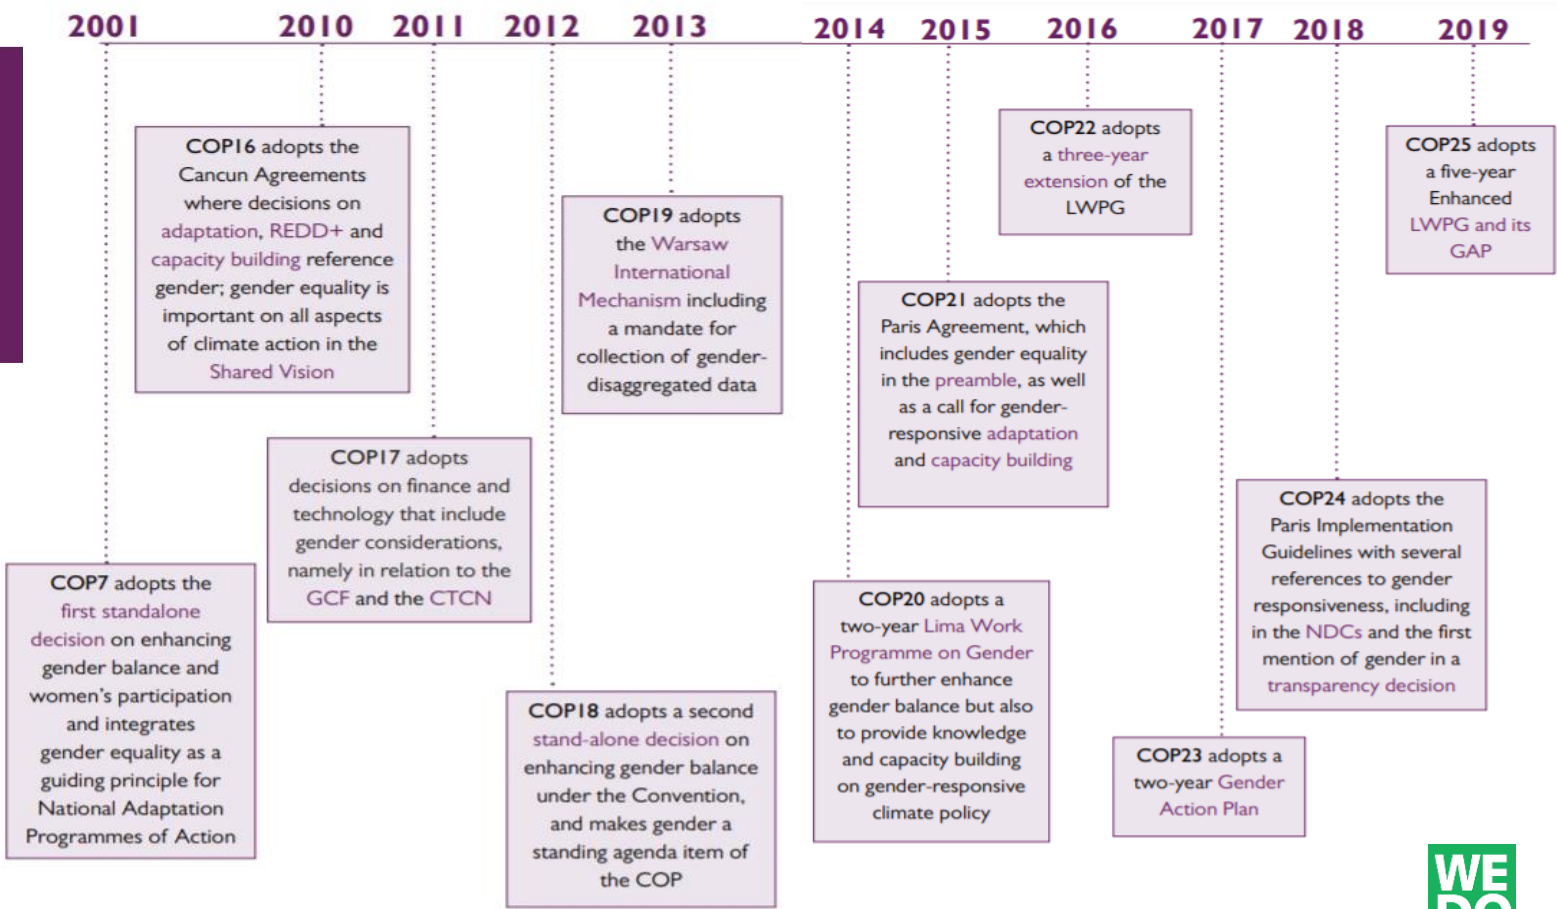 2001
2010
2011
2012
2013
2014
2015
2016
2017
2018
2019
COP7 adopts the
first standalone
decision on enhancing
gender balance and
women's participation
and integrates
gender equality as a
guiding principle for
National Adaptation
Programmes of Action
COP16 adopts the
Cancun Agreements
where decisions on
adaptation, REDD+ and
capacity building reference
gender; gender equality is
important on all aspects
of climate action in the
Shared Vision
COP17 adopts
decisions on finance and
technology that include
gender considerations,
namely in relation to the
GCF and the CTCN
COP18 adopts a second
stand-alone decision on
enhancing gender balance
under the Convention,
and makes gender a
standing agenda item of
the COP
COP19 adopts
the Warsaw
International
Mechanism including
a mandate for
collection of gender-
disaggregated data
COP20 adopts a
two-year Lima Work
Programme on Gender
to further enhance
gender balance but also
to provide knowledge
and capacity building
on gender-responsive
climate policy
COP21 adopts the
Paris Agreement, which
includes gender equality
in the preamble, as well
as a call for gender-
responsive adaptation
and capacity building
COP22 adopts
a three-year
extension of the
LWPG
COP23 adopts a
two-year Gender
Action Plan
COP24 adopts the
Paris Implementation
Guidelines with several
references to gender
responsiveness, including
in the NDCs and the first
mention of gender in a
transparency decision
COP25 adopts
a five-year
Enhanced
LWPG and its
GAP
WE
DO